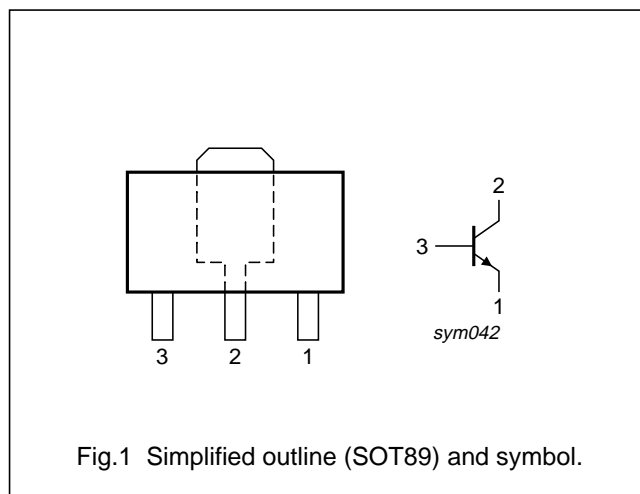 2
3
1
sym042
3 2 1
Fig.1 Simplified outline (SOT89) and symbol.